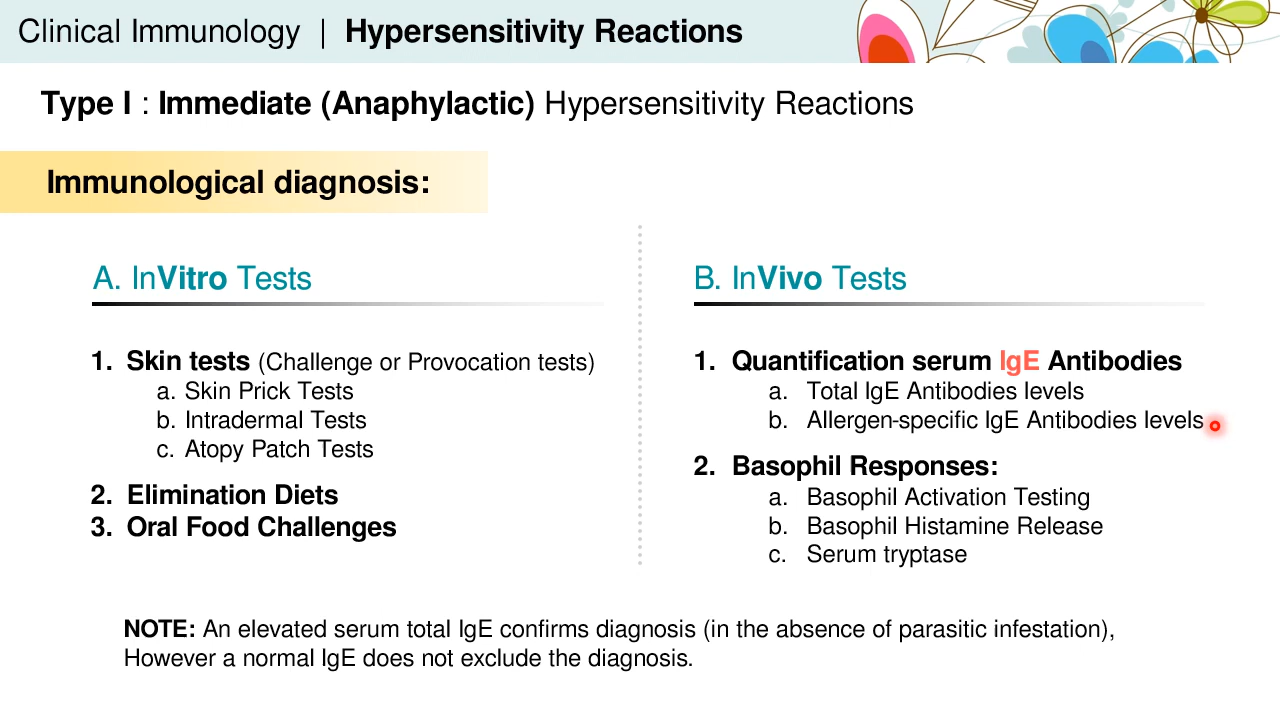 Clinical Immunology | Hypersensitivity Reactions
Type I : Immediate (Anaphylactic) Hypersensitivity Reactions
Immunological diagnosis:
A. InVitro Tests
1. Skin tests (Challenge or Provocation tests)
a. Skin Prick Tests
b. Intradermal Tests
c. Atopy Patch Tests
2. Elimination Diets
3. Oral Food Challenges
B. InVivo Tests
1. Quantification serum IgE Antibodies
a. Total IgE Antibodies levels
b. Allergen-specific IgE Antibodies levels
2. Basophil Responses:
a. Basophil Activation Testing
b. Basophil Histamine Release
c. Serum tryptase
NOTE: An elevated serum total IgE confirms diagnosis (in the absence of parasitic infestation),
However a normal IgE does not exclude the diagnosis.